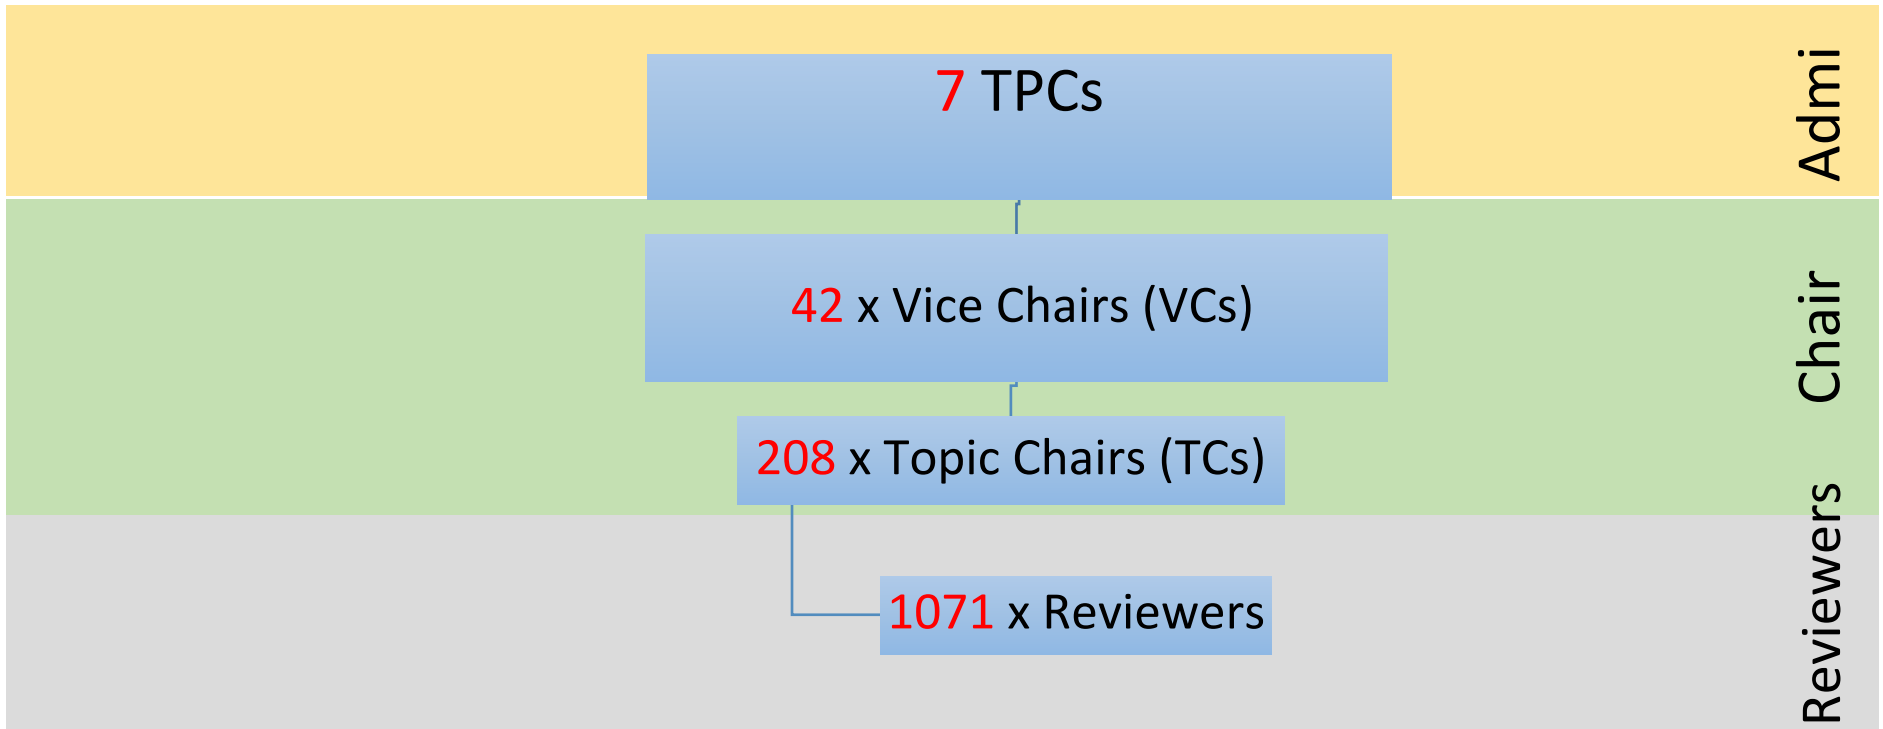 7 TPCs
Admi
42 x Vice Chairs (VCs)
Chair
208 x Topic Chairs (TCs)
1071 x Reviewers
Reviewers